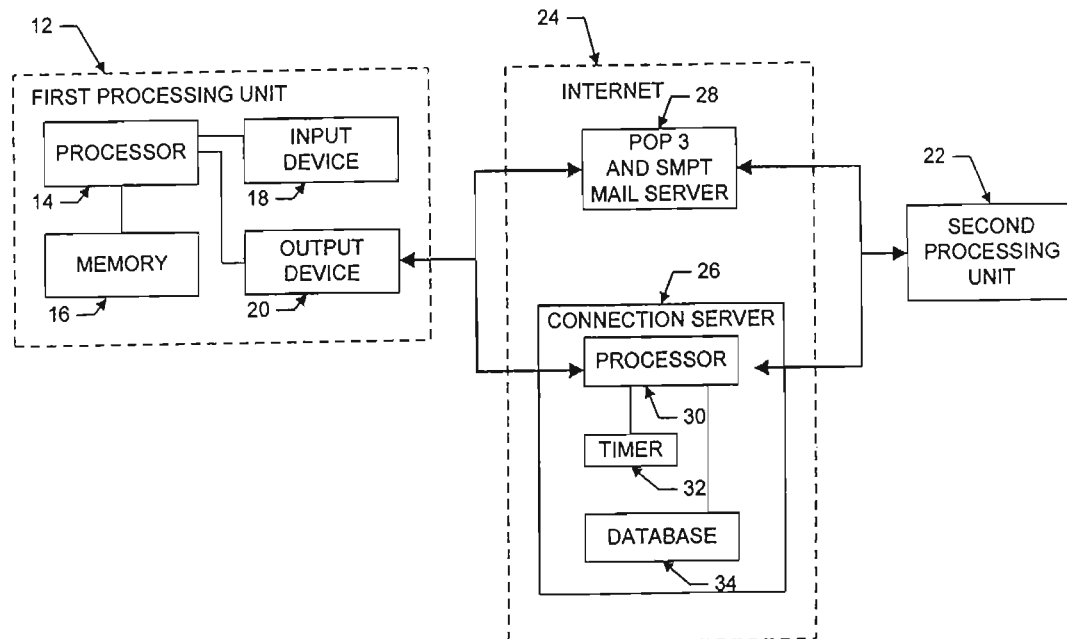 12
FIRST PROCESSING UNIT
PROCESSOR
14
INPUT
DEVICE
18
MEMORY
16
OUTPUT
DEVICE
20
24
INTERNET
28
POP 3
AND SMPT
MAIL SERVER
26
CONNECTION SERVER
PROCESSOR
30
TIMER
32
DATABASE
34
22
SECOND
PROCESSING
UNIT